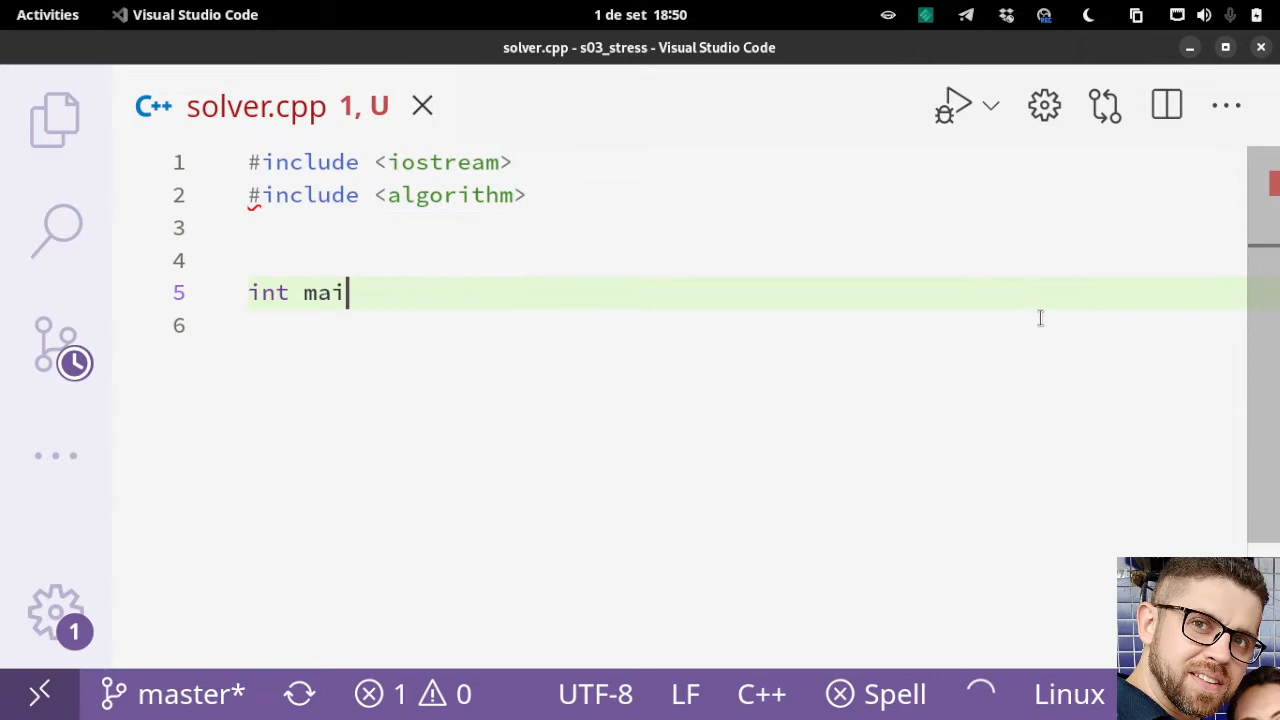 Activities Visual Studio Code 1 de set 18:50
REC
solver.cpp - s03_stress - Visual Studio Code
C++ solver.cpp 1, U
1 #include <iostream>
2 #include <algorithm>
3
4
5 int mai
6
1
master* 1 0 UTF-8 LF C++ Spell Linux